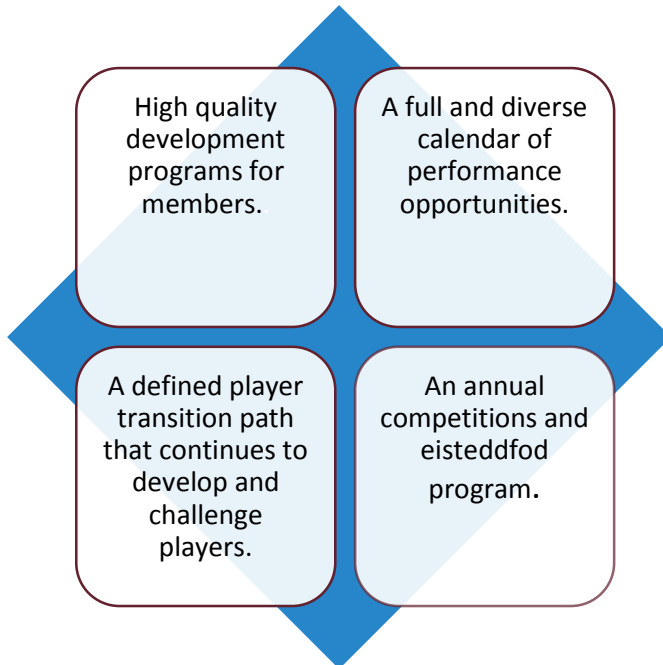 High quality
development
programs for
members.
A full and diverse
calendar of
performance
opportunities.
A defined player
transition path
that continues to
develop and
challenge
players.
An annual
competitions and
eisteddfod
program.